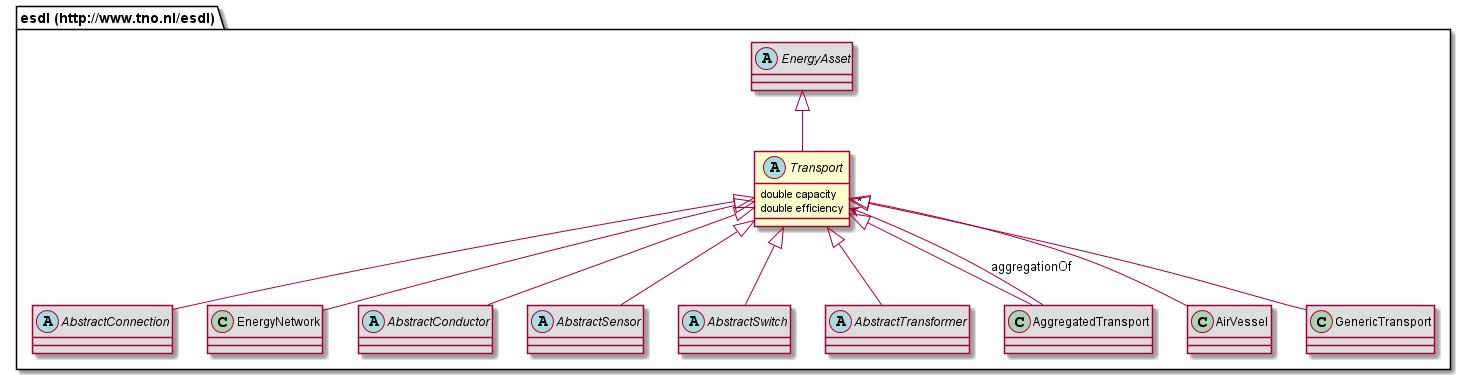 esdl (http://www.tno.nl/esdl)
A EnergyAsset
A Transport
double capacity
double efficiency
*
aggregationOf
A AbstractConnection
C EnergyNetwork
A AbstractConductor
A AbstractSensor
A AbstractSwitch
A AbstractTransformer
C AggregatedTransport
C AirVessel
C GenericTransport